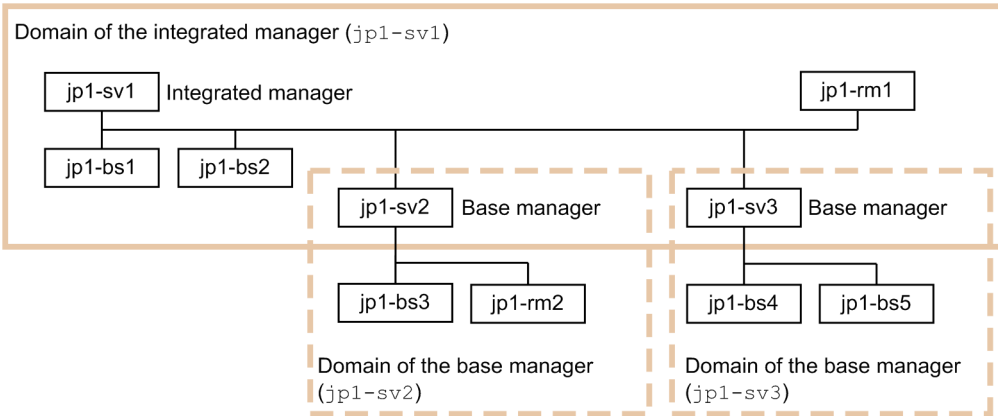 Domain of the integrated manager (jp1-sv1)
jp1-sv1 Integrated manager
jp1-rm1
jp1-bs1
jp1-bs2
jp1-sv2 Base manager
jp1-sv3 Base manager
jp1-bs3
jp1-rm2
jp1-bs4
jp1-bs5
Domain of the base manager
(jp1-sv2)
Domain of the base manager
(jp1-sv3)